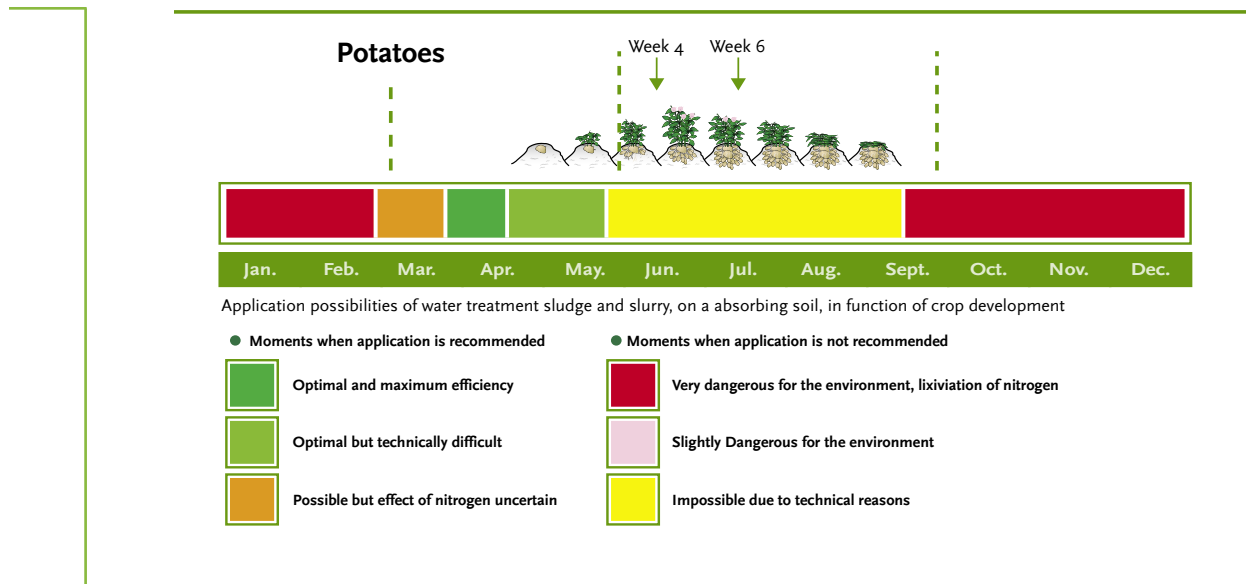 Potatoes
Week 4 Week 6
Jan. Feb. Mar. Apr. May. Jun. Jul. Aug. Sept. Oct. Nov. Dec.
Application possibilities of water treatment sludge and slurry, on a absorbing soil, in function of crop development
Moments when application is recommended
Optimal and maximum efficiency
Optimal but technically difficult
Possible but effect of nitrogen uncertain
Moments when application is not recommended
Very dangerous for the environment, lixiviation of nitrogen
Slightly Dangerous for the environment
Impossible due to technical reasons